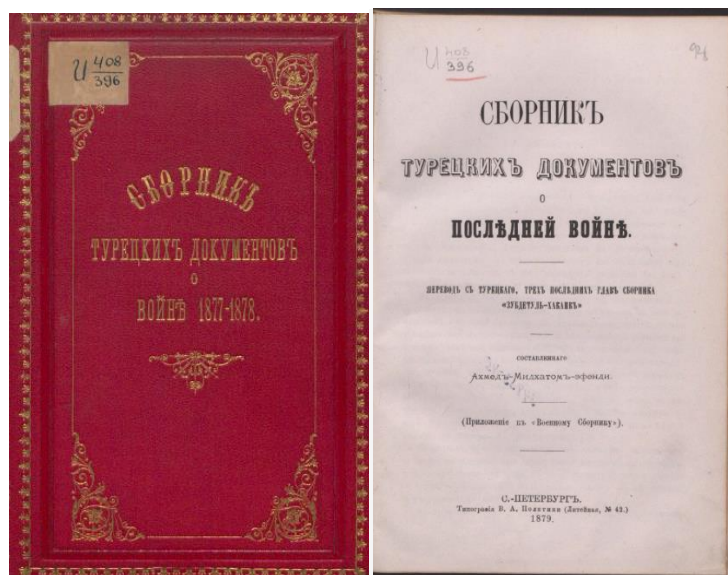 И 408
396
СБОРНИКЪ
ТУРЕЦКИХЪ ДОКУМЕНТОВЪ
О
ВОЙНѢ 1877-1878.
И 408
396
СБОРНИКЪ
ТУРЕЦКИХЪ ДОКУМЕНТОВЪ
О
ПОСЛѢДНЕЙ ВОЙНѢ.
ПЕРЕВОДЪ СЪ ТУРЕЦКАГО, ТРЕХЪ ПОСЛѢДНИХЪ ГЛАВЪ СБОРНИКА
«ЗУБДЕТУЛЬ-ХАКАИКЪ»
СОСТАВЛЕННАГО
Ахмедъ-Мидхатомъ-эфенди.
(Приложеніе къ «Военному Сборнику»).
С.-ПЕТЕРБУРГЪ.
Типографія В. А. Полетики (Литейная, № 42.)
1879.